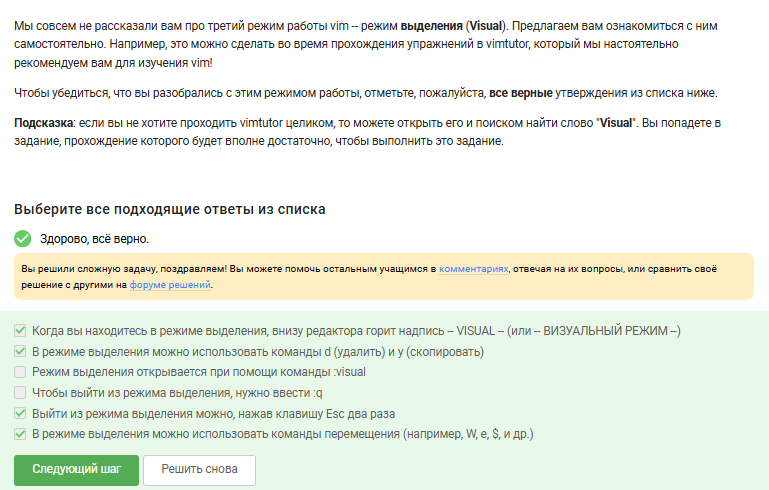 Мы совсем не рассказали вам про третий режим работы vim -- режим выделения (Visual). Предлагаем вам ознакомиться с ним
самостоятельно. Например, это можно сделать во время прохождения упражнений в vimtutor, который мы настоятельно
рекомендуем вам для изучения vim!
Чтобы убедиться, что вы разобрались с этим режимом работы, отметьте, пожалуйста, все верные утверждения из списка ниже.
Подсказка: если вы не хотите проходить vimtutor целиком, то можете открыть его и поиском найти слово "Visual". Вы попадете в
задание, прохождение которого будет вполне достаточно, чтобы выполнить это задание.
Выберите все подходящие ответы из списка
Здорово, всё верно.
Вы решили сложную задачу, поздравляем! Вы можете помочь остальным учащимся в комментариях, отвечая на их вопросы, или сравнить своё
решение с другими на форуме решений.
Когда вы находитесь в режиме выделения, внизу редактора горит надпись -- VISUAL -- (или -- ВИЗУАЛЬНЫЙ РЕЖИМ --)
В режиме выделения можно использовать команды d (удалить) и y (скопировать)
Режим выделения открывается при помощи команды :visual
Чтобы выйти из режима выделения, нужно ввести :q
Выйти из режима выделения можно, нажав клавишу Esc два раза
В режиме выделения можно использовать команды перемещения (например, W, e, $, и др.)
Следующий шаг
Решить снова